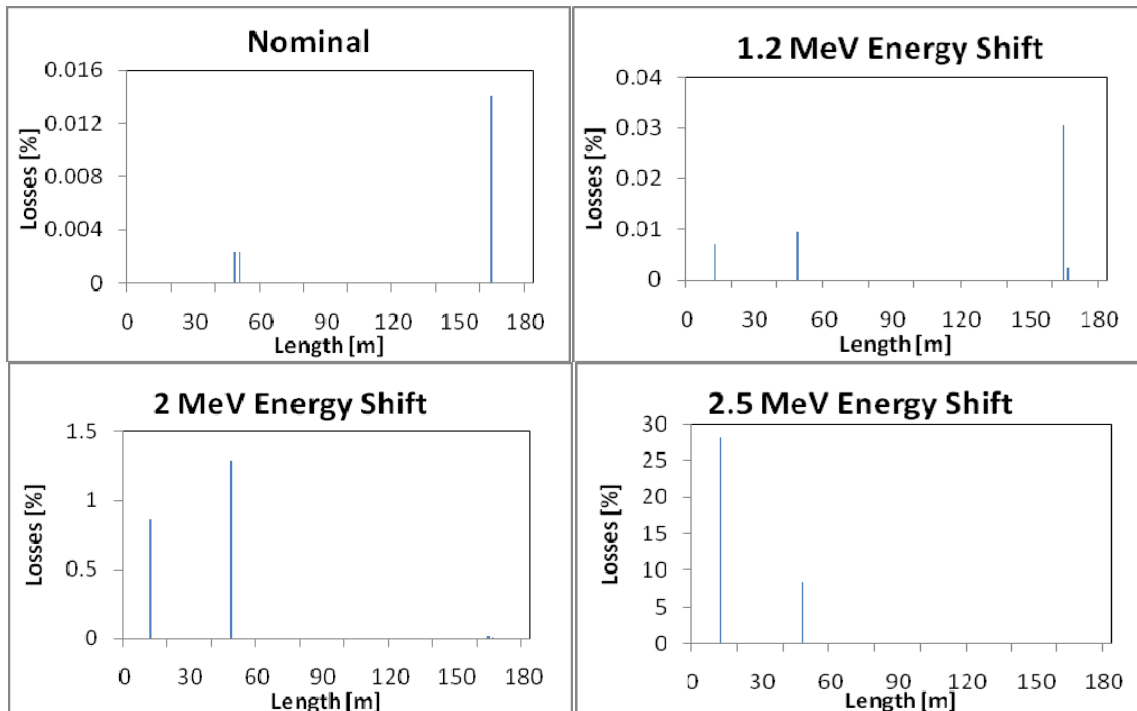 Nominal
Losses [%]
0.016
0.012
0.008
0.004
0
0 30 60 90 120 150 180
Length [m]
1.2 MeV Energy Shift
Losses [%]
0.04
0.03
0.02
0.01
0
0 30 60 90 120 150 180
Length [m]
2 MeV Energy Shift
Losses [%]
1.5
1
0.5
0
0 30 60 90 120 150 180
Length [m]
2.5 MeV Energy Shift
Losses [%]
30
25
20
15
10
5
0
0 30 60 90 120 150 180
Length [m]